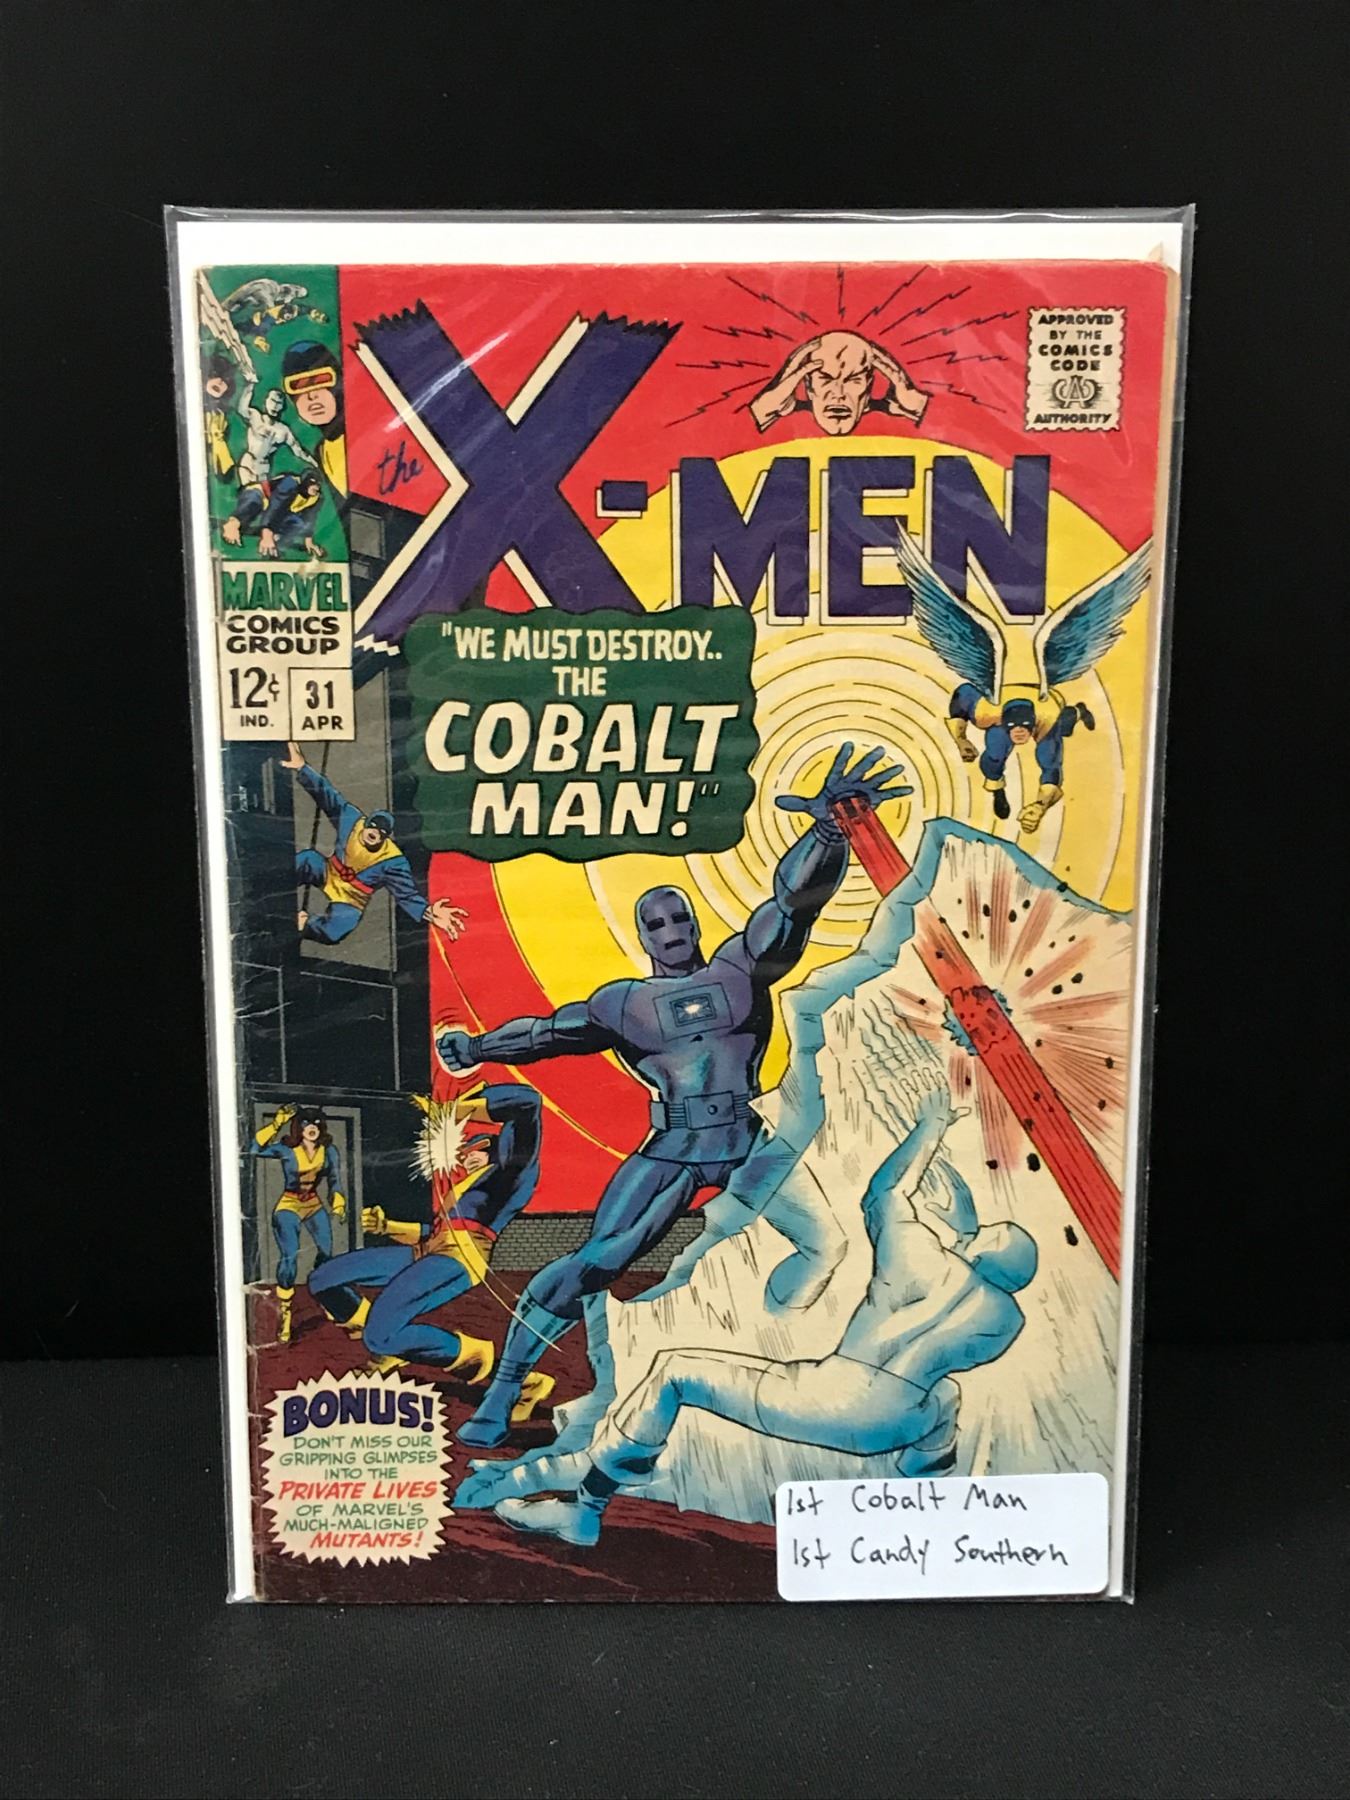 the
X-MEN
APPROVED
BY THE
COMICS
CODE
CA
AUTHORITY
MARVEL
COMICS
GROUP
12¢
IND.
31
APR
"WE MUST DESTROY..
THE
COBALT
MAN!"
BONUS!
DON'T MISS OUR
GRIPPING GLIMPSES
INTO THE
PRIVATE LIVES
OF MARVEL'S
MUCH-MALIGNED
MUTANTS!
1st Cobalt Man
1st Candy Southern